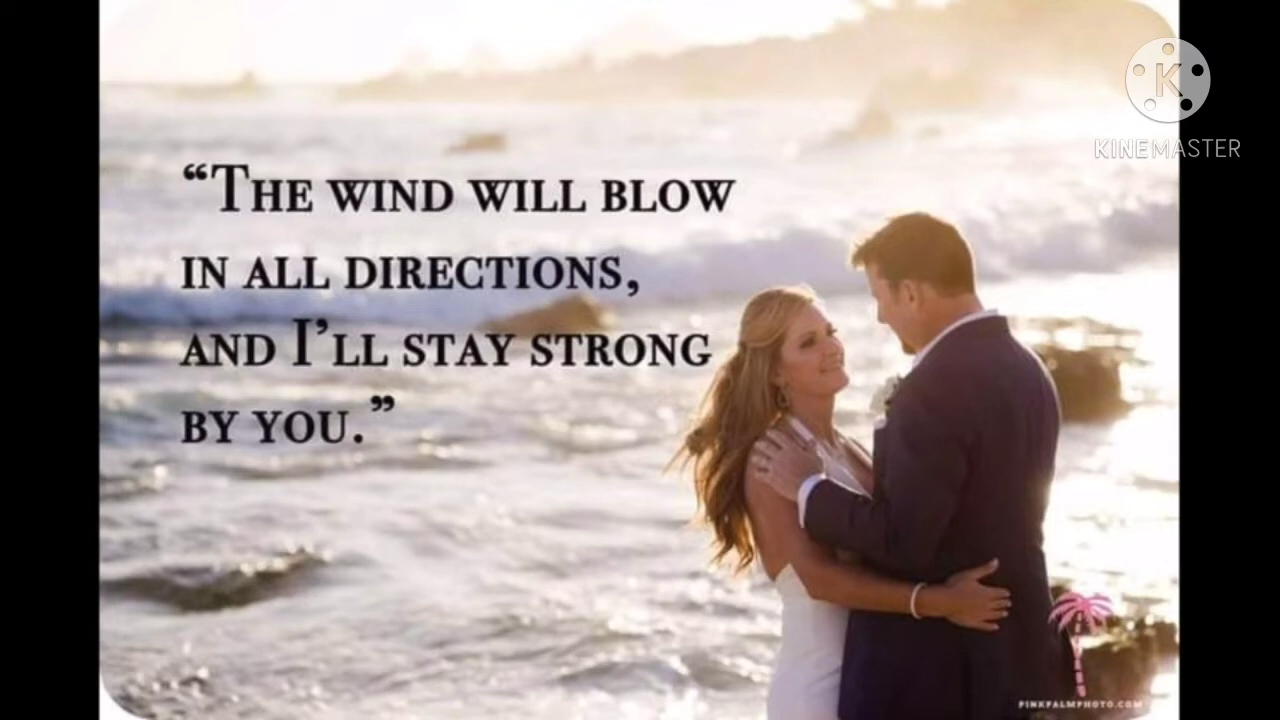 “The wind will blow
in all directions,
and I’ll stay strong
by you.”
K
KINEMASTER
PINKPALMPHOTO.COM